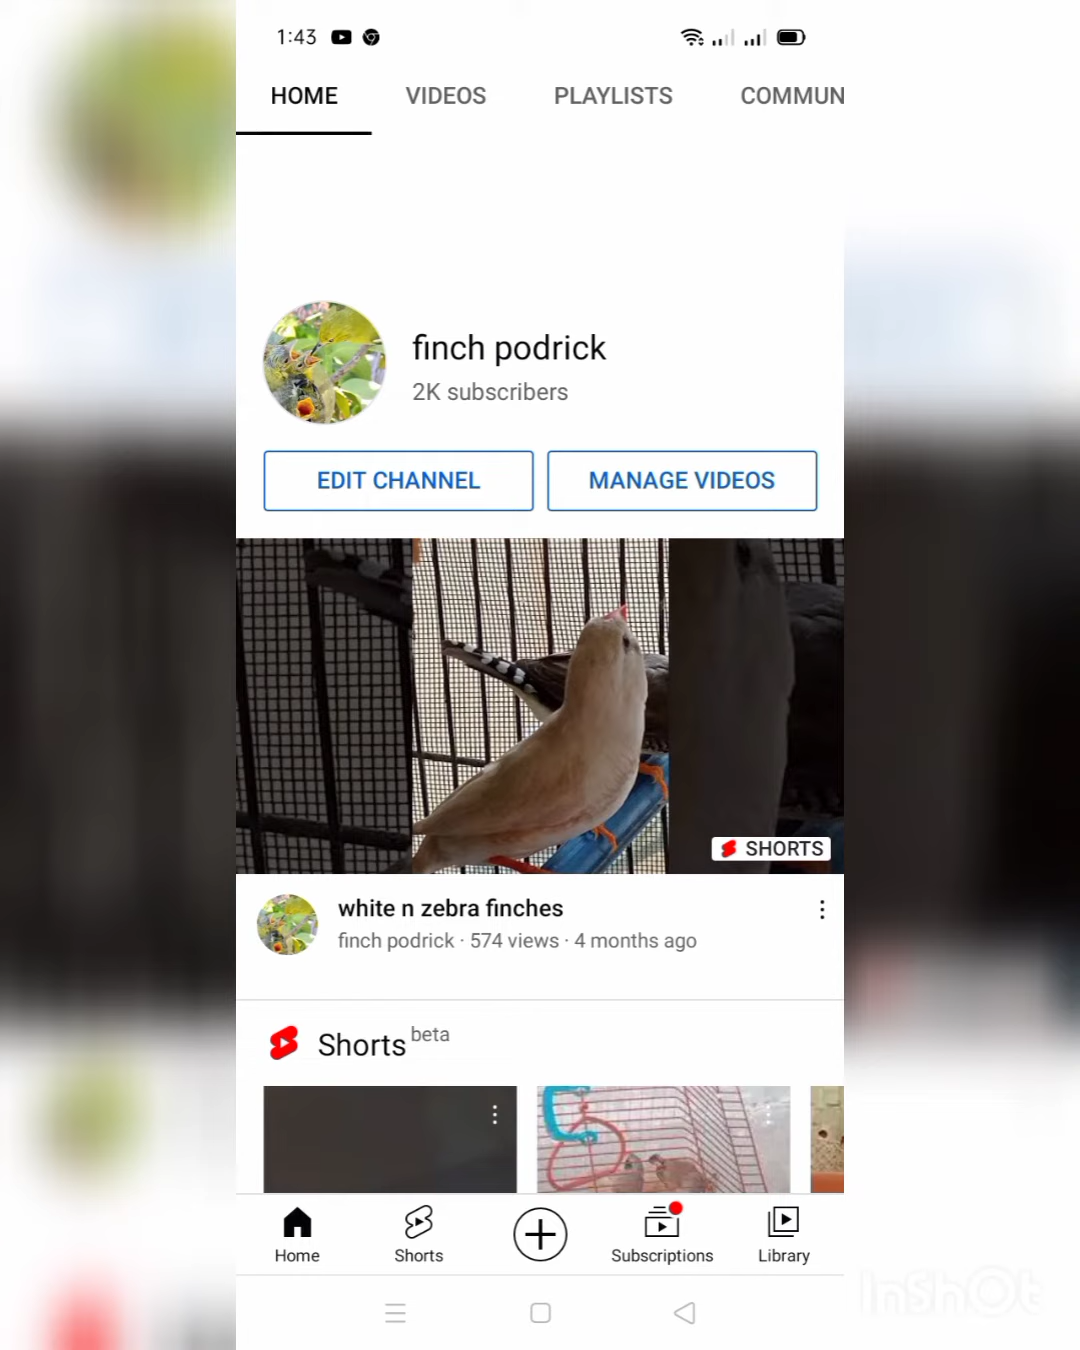 1:43
HOME VIDEOS PLAYLISTS COMMUN
finch podrick
2K subscribers
EDIT CHANNEL MANAGE VIDEOS
SHORTS
white n zebra finches
finch podrick · 574 views · 4 months ago
Shorts beta
Home Shorts Subscriptions Library
InShOt